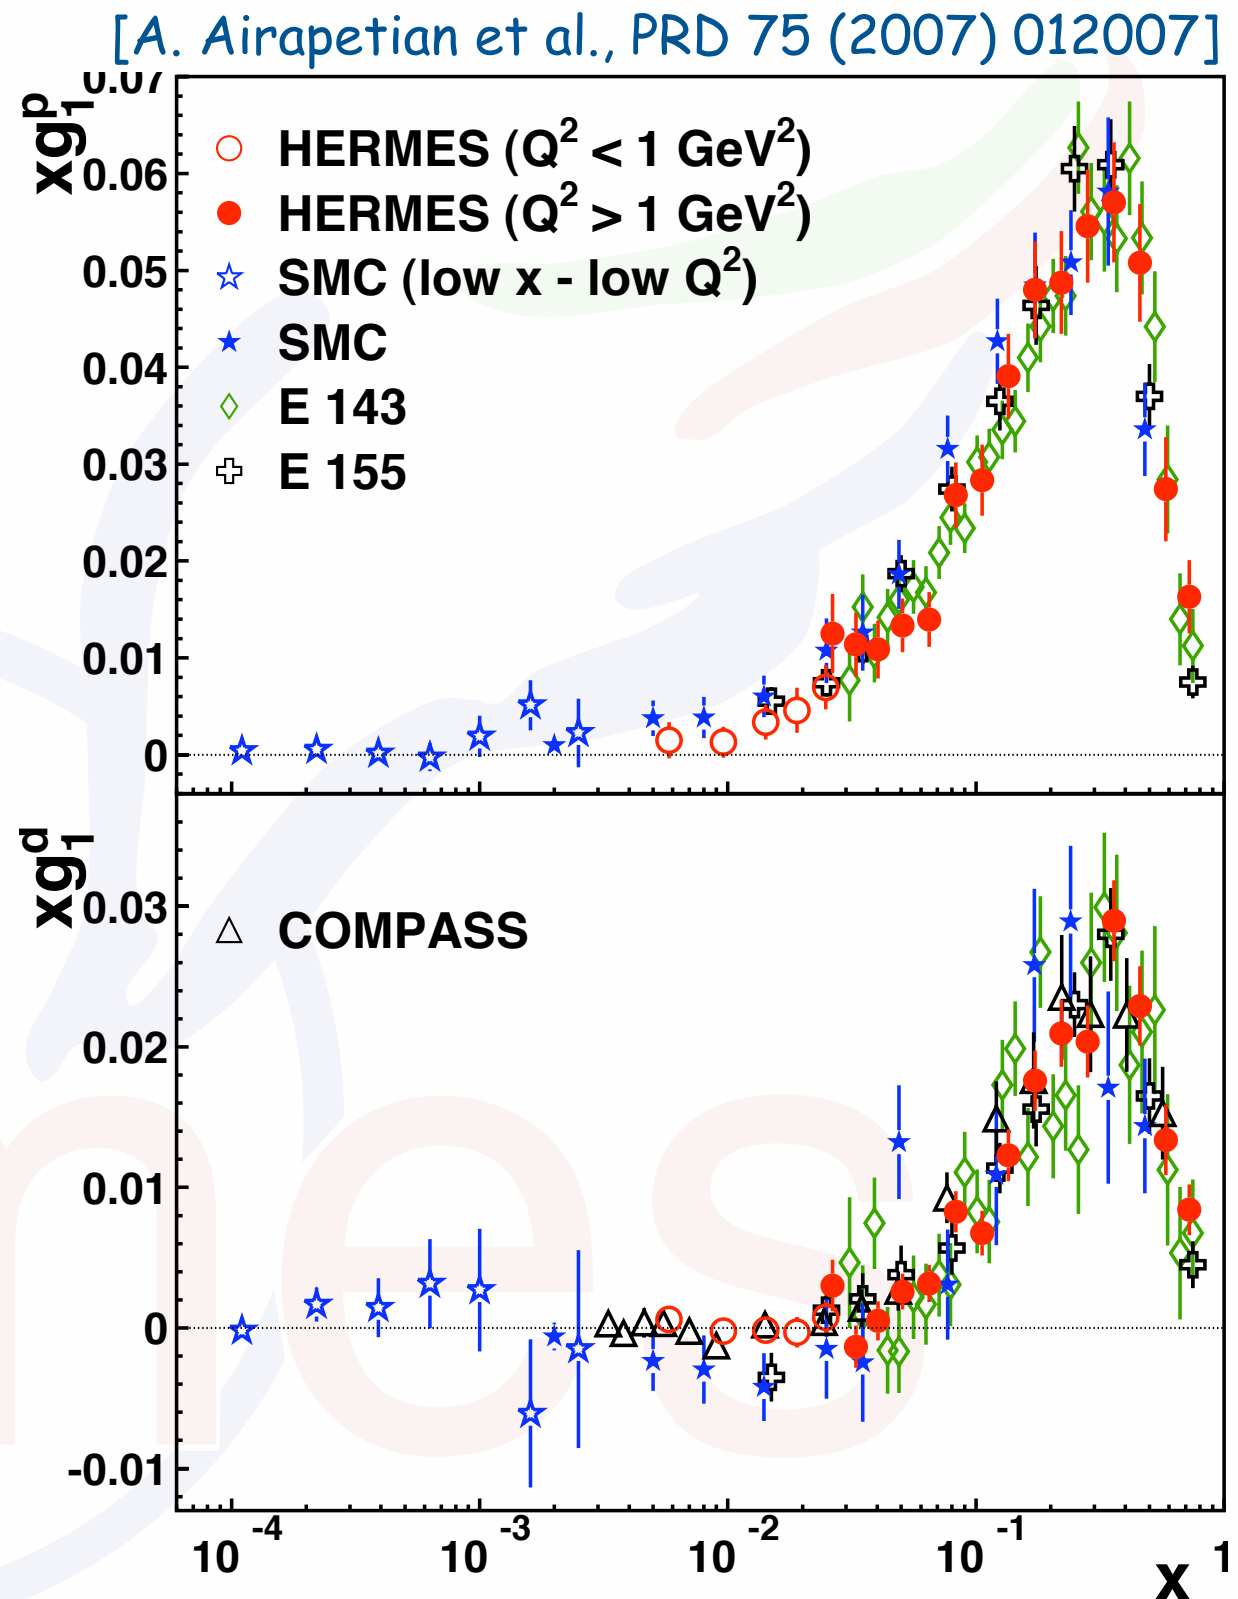 [A. Airapetian et al., PRD 75 (2007) 012007]
0.07
xg₁ᵖ
HERMES (Q² < 1 GeV²)
0.06
HERMES (Q² > 1 GeV²)
0.05
SMC (low x - low Q²)
SMC
0.04
E 143
0.03
E 155
0.02
0.01
0
xg₁ᵈ
0.03
COMPASS
0.02
0.01
0
-0.01
10⁻⁴ 10⁻³ 10⁻² 10⁻¹ 1
x
mes